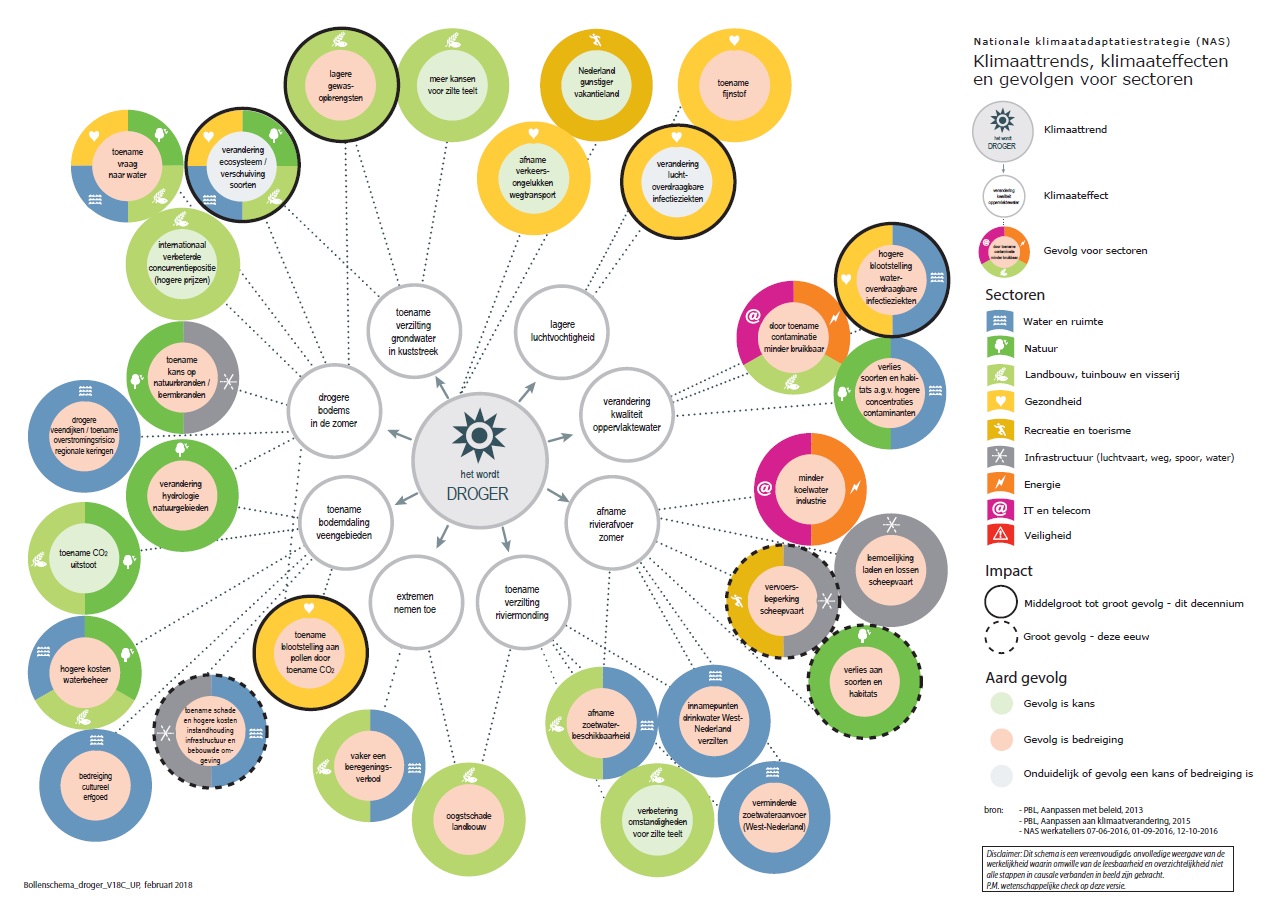 Nationale klimaatadaptatiestrategie (NAS)
Klimaattrends, klimaateffecten
en gevolgen voor sectoren
het wordt
DROGER
Klimaattrend
verandering
kwaliteit
oppervlaktewater
Klimaateffect
door toename
contaminatie
minder bruikbaar
Gevolg voor sectoren
Sectoren
Water en ruimte
Natuur
Landbouw, tuinbouw en visserij
Gezondheid
Recreatie en toerisme
Infrastructuur (luchtvaart, weg, spoor, water)
Energie
@ IT en telecom
Veiligheid
Impact
Middelgroot tot groot gevolg - dit decennium
Groot gevolg - deze eeuw
Aard gevolg
Gevolg is kans
Gevolg is bedreiging
Onduidelijk of gevolg een kans of bedreiging is
bron:
- PBL, Aanpassen met beleid, 2013
- PBL, Aanpassen aan klimaatverandering, 2015
- NAS werkateliers 07-06-2016, 01-09-2016, 12-10-2016
Disclaimer: Dit schema is een vereenvoudigde, onvolledige weergave van de
werkelijkheid waarin omwille van de leesbaarheid en overzichtelijkheid niet
alle stappen in causale verbanden in beeld zijn gebracht.
P.M. wetenschappelijke check op deze versie.
lagere
gewas-
opbrengsten
meer kansen
voor zilte teelt
Nederland
gunstiger
vakantieland
toename
fijnstof
toename
vraag
naar water
verandering
ecosysteem /
verschuiving
soorten
afname
verkeers-
ongelukken
wegtransport
verandering
lucht-
overdraagbare
infectieziekten
internationaal
verbeterde
concurrentiepositie
(hogere prijzen)
hogere
blootstelling
water-
overdraagbare
infectieziekten
toename
verzilting
grondwater
in kuststreek
lagere
luchtvochtigheid
@
door toename
contaminatie
minder bruikbaar
toename
kans op
natuurbranden /
bermbranden
drogere
bodems
in de zomer
verandering
kwaliteit
oppervlaktewater
verlies
soorten en habi-
tats a.g.v. hogere
concentraties
contaminanten
drogere
veendijken / toename
overstromingsrisico
regionale keringen
het wordt
DROGER
verandering
hydrologie
natuurgebieden
toename
bodemdaling
veengebieden
afname
rivierafvoer
zomer
@
minder
koelwater
industrie
toename CO2
uitstoot
bemoeilijking
laden en lossen
scheepvaart
extremen
nemen toe
toename
verzilting
riviermonding
vervoers-
beperking
scheepvaart
toename
blootstelling aan
pollen door
toename CO2
hogere kosten
waterbeheer
verlies aan
soorten en
habitats
toename schade
en hogere kosten
instandhouding
infrastructuur en
bebouwde om-
geving
afname
zoetwater-
beschikbaarheid
innamepunten
drinkwater West-
Nederland
verzilten
vaker een
beregenings-
verbod
bedreiging
cultureel
erfgoed
oogstschade
landbouw
verbetering
omstandigheden
voor zilte teelt
verminderde
zoetwateraanvoer
(West-Nederland)
Bollenschema_droger_V18C_UP, februari 2018